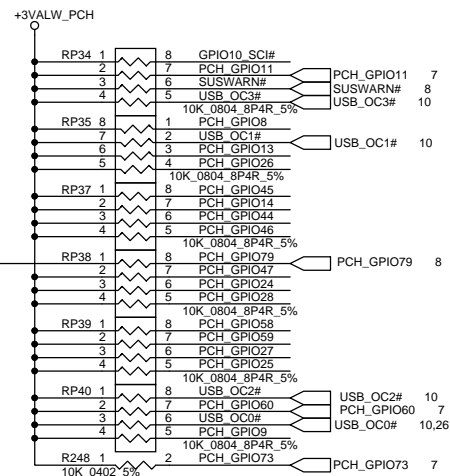 +3VALW_PCH
RP34 1 8 GPIO10_SCI#
2 7 PCH_GPIO11 PCH_GPIO11 7
3 6 SUSWARN# SUSWARN# 8
4 5 USB_OC3# USB_OC3# 10
10K_0804_8P4R_5%
RP35 8 1 PCH_GPIO8
7 2 USB_OC1# USB_OC1# 10
6 3 PCH_GPIO13
5 4 PCH_GPIO26
10K_0804_8P4R_5%
RP37 1 8 PCH_GPIO45
2 7 PCH_GPIO14
3 6 PCH_GPIO44
4 5 PCH_GPIO46
10K_0804_8P4R_5%
RP38 1 8 PCH_GPIO79 PCH_GPIO79 8
2 7 PCH_GPIO47
3 6 PCH_GPIO24
4 5 PCH_GPIO28
10K_0804_8P4R_5%
RP39 1 8 PCH_GPIO58
2 7 PCH_GPIO59
3 6 PCH_GPIO27
4 5 PCH_GPIO25
10K_0804_8P4R_5%
RP40 1 8 USB_OC2# USB_OC2# 10
2 7 PCH_GPIO60 PCH_GPIO60 7
3 6 USB_OC0# USB_OC0# 10,26
4 5 PCH_GPIO9
10K_0804_8P4R_5%
R248 1 2 PCH_GPIO73 PCH_GPIO73 7
10K_0402_5%